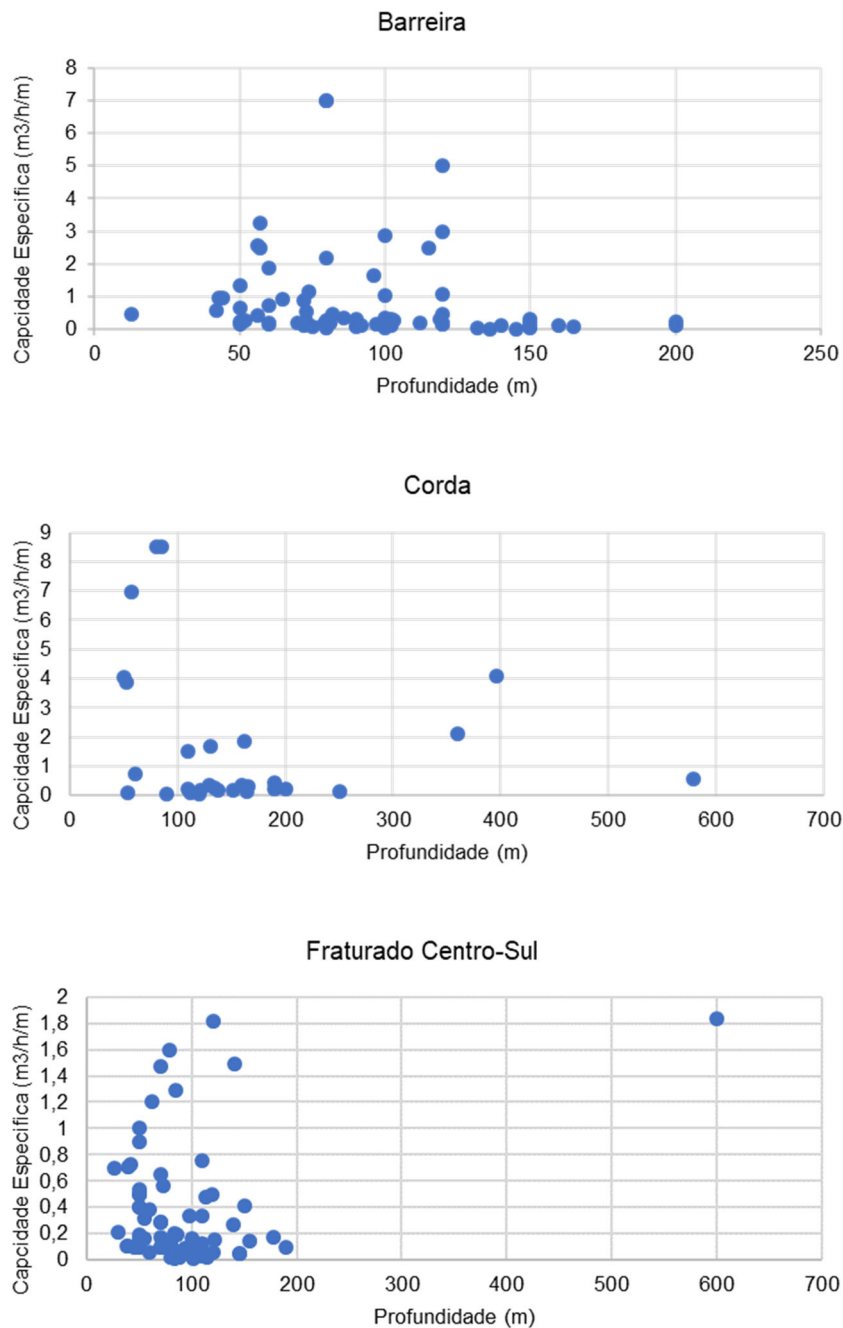 Barreira
Capcidade Especifica (m3/h/m)
8
7
6
5
4
3
2
1
0
0 50 100 150 200 250
Profundidade (m)
Corda
Capcidade Especifica (m3/h/m)
9
8
7
6
5
4
3
2
1
0
0 100 200 300 400 500 600 700
Profundidade (m)
Fraturado Centro-Sul
Capcidade Especifica (m3/h/m)
2
1,8
1,6
1,4
1,2
1
0,8
0,6
0,4
0,2
0
0 100 200 300 400 500 600 700
Profundidade (m)